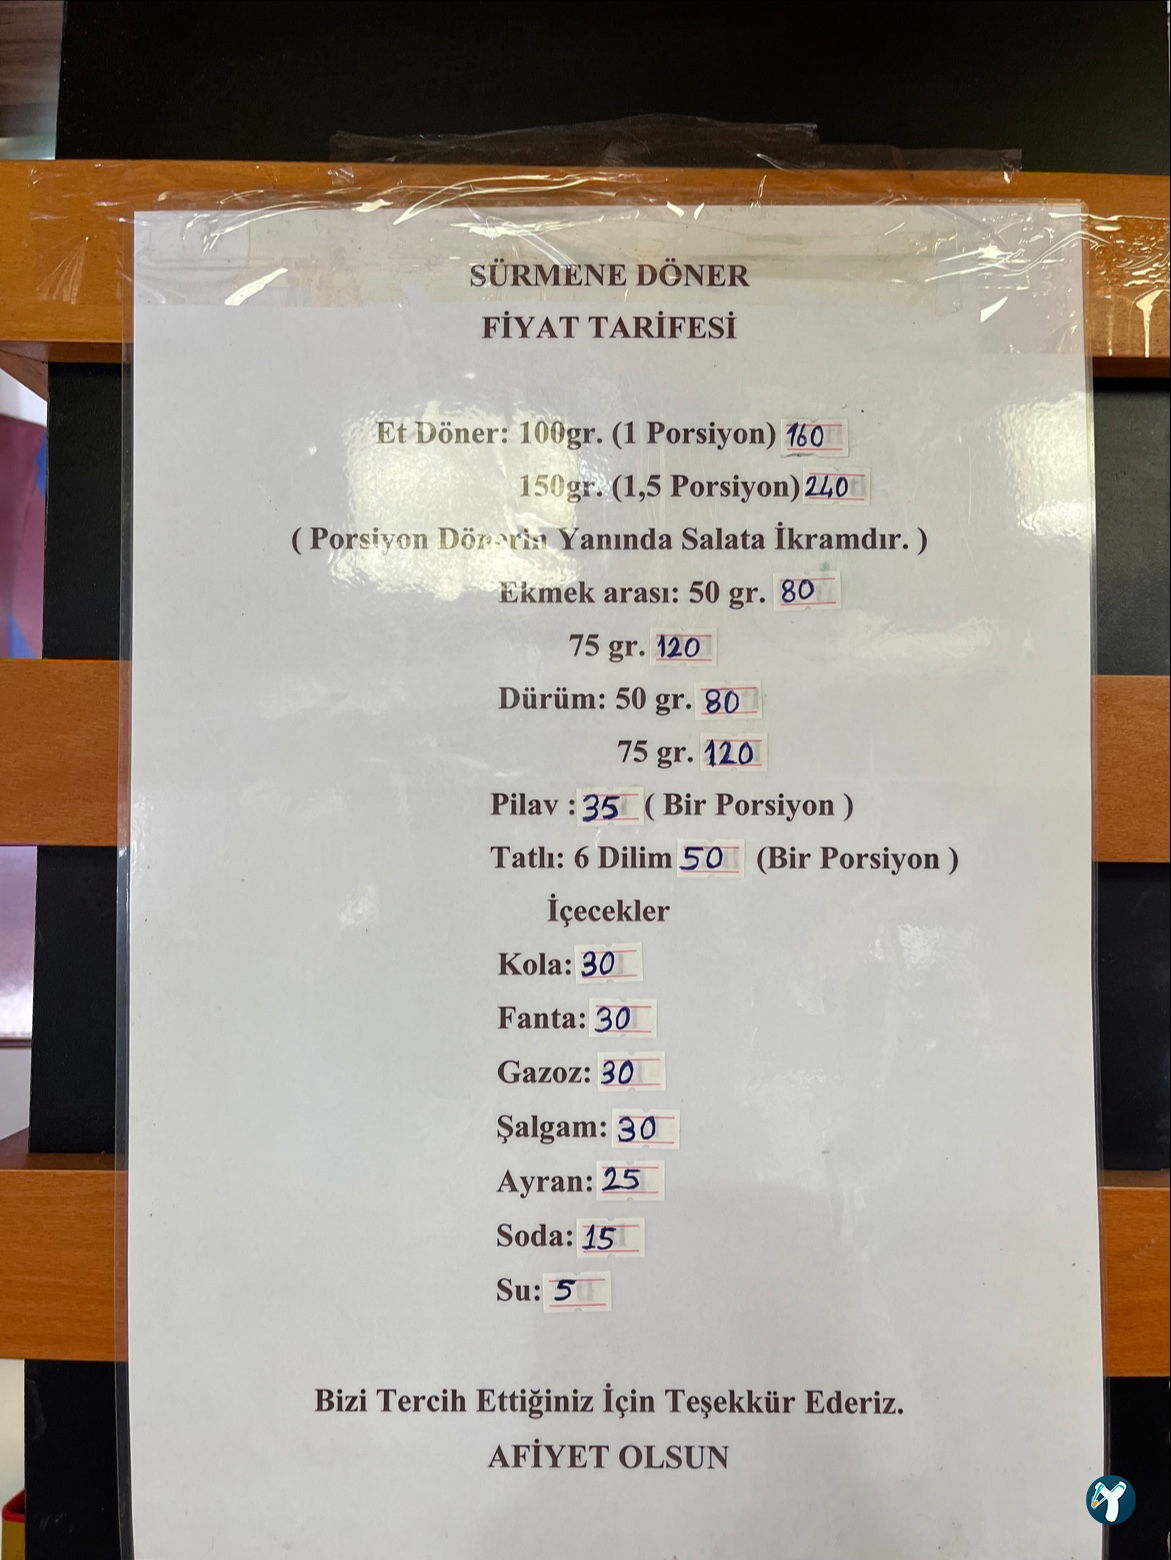 SÜRMENE DÖNER
FİYAT TARİFESİ
Et Döner: 100gr. (1 Porsiyon) 160
150gr. (1,5 Porsiyon) 240
( Porsiyon Dönerin Yanında Salata İkramdır. )
Ekmek arası: 50 gr. 80
75 gr. 120
Dürüm: 50 gr. 80
75 gr. 120
Pilav : 35 ( Bir Porsiyon )
Tatlı: 6 Dilim 50 (Bir Porsiyon )
İçecekler
Kola: 30
Fanta: 30
Gazoz: 30
Şalgam: 30
Ayran: 25
Soda: 15
Su: 5
Bizi Tercih Ettiğiniz İçin Teşekkür Ederiz.
AFİYET OLSUN